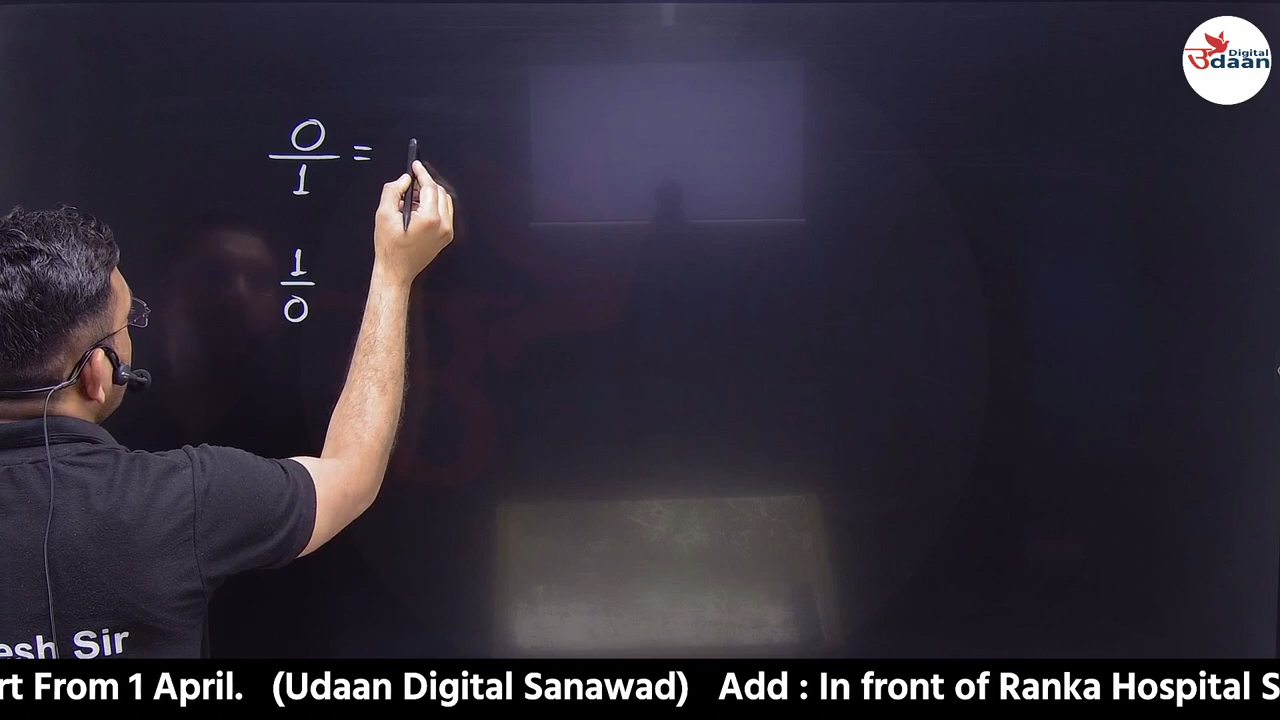 Digital
उdaan
0/1 =
1/0
esh Sir
rt From 1 April. (Udaan Digital Sanawad) Add : In front of Ranka Hospital S